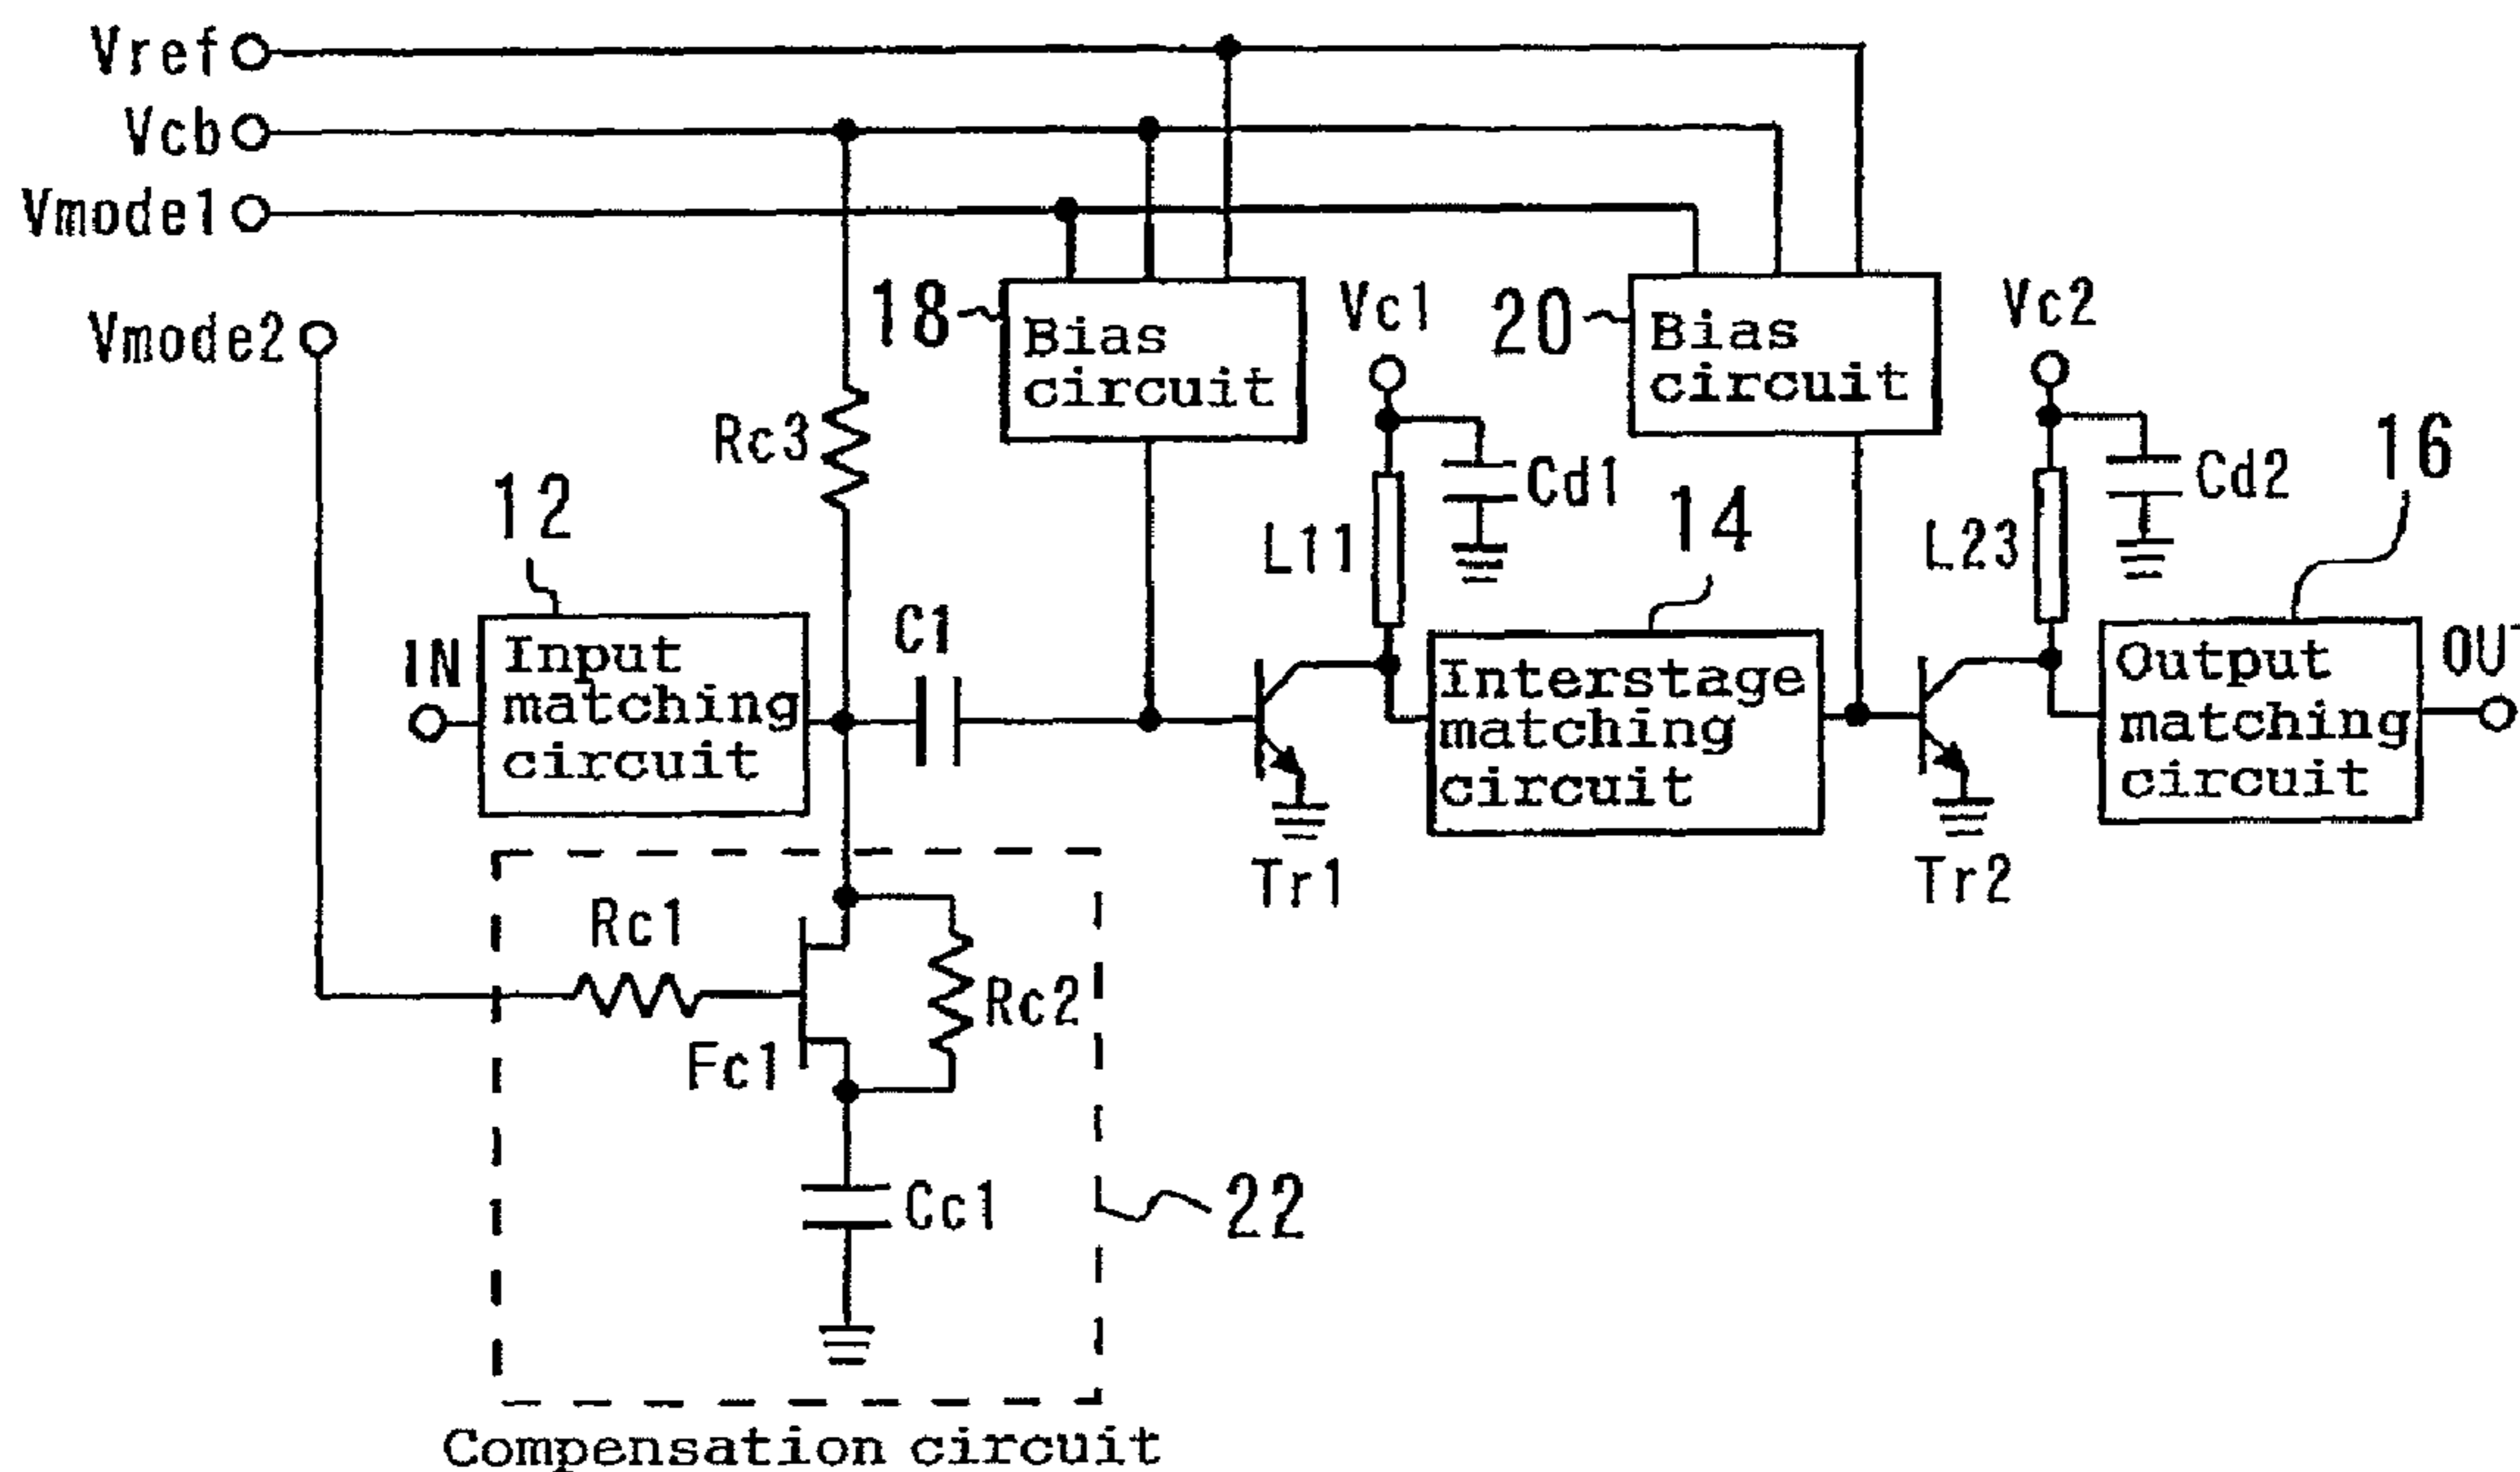 Vref
Vcb
Vmode1
Vmode2
18
Bias
circuit
Vc1
20
Bias
circuit
Vc2
Rc3
12
Cd1
14
Cd2
16
L11
L23
IN
Input
matching
circuit
C1
Interstage
matching
circuit
Output
matching
circuit
OUT
Tr1
Tr2
Rc1
Rc2
Fc1
Cc1
22
Compensation circuit